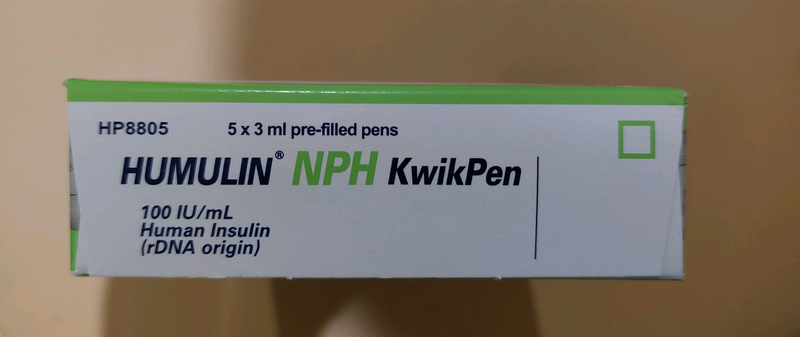 HP8805 5 x 3 ml pre-filled pens
HUMULIN® NPH KwikPen
100 IU/mL
Human Insulin
(rDNA origin)